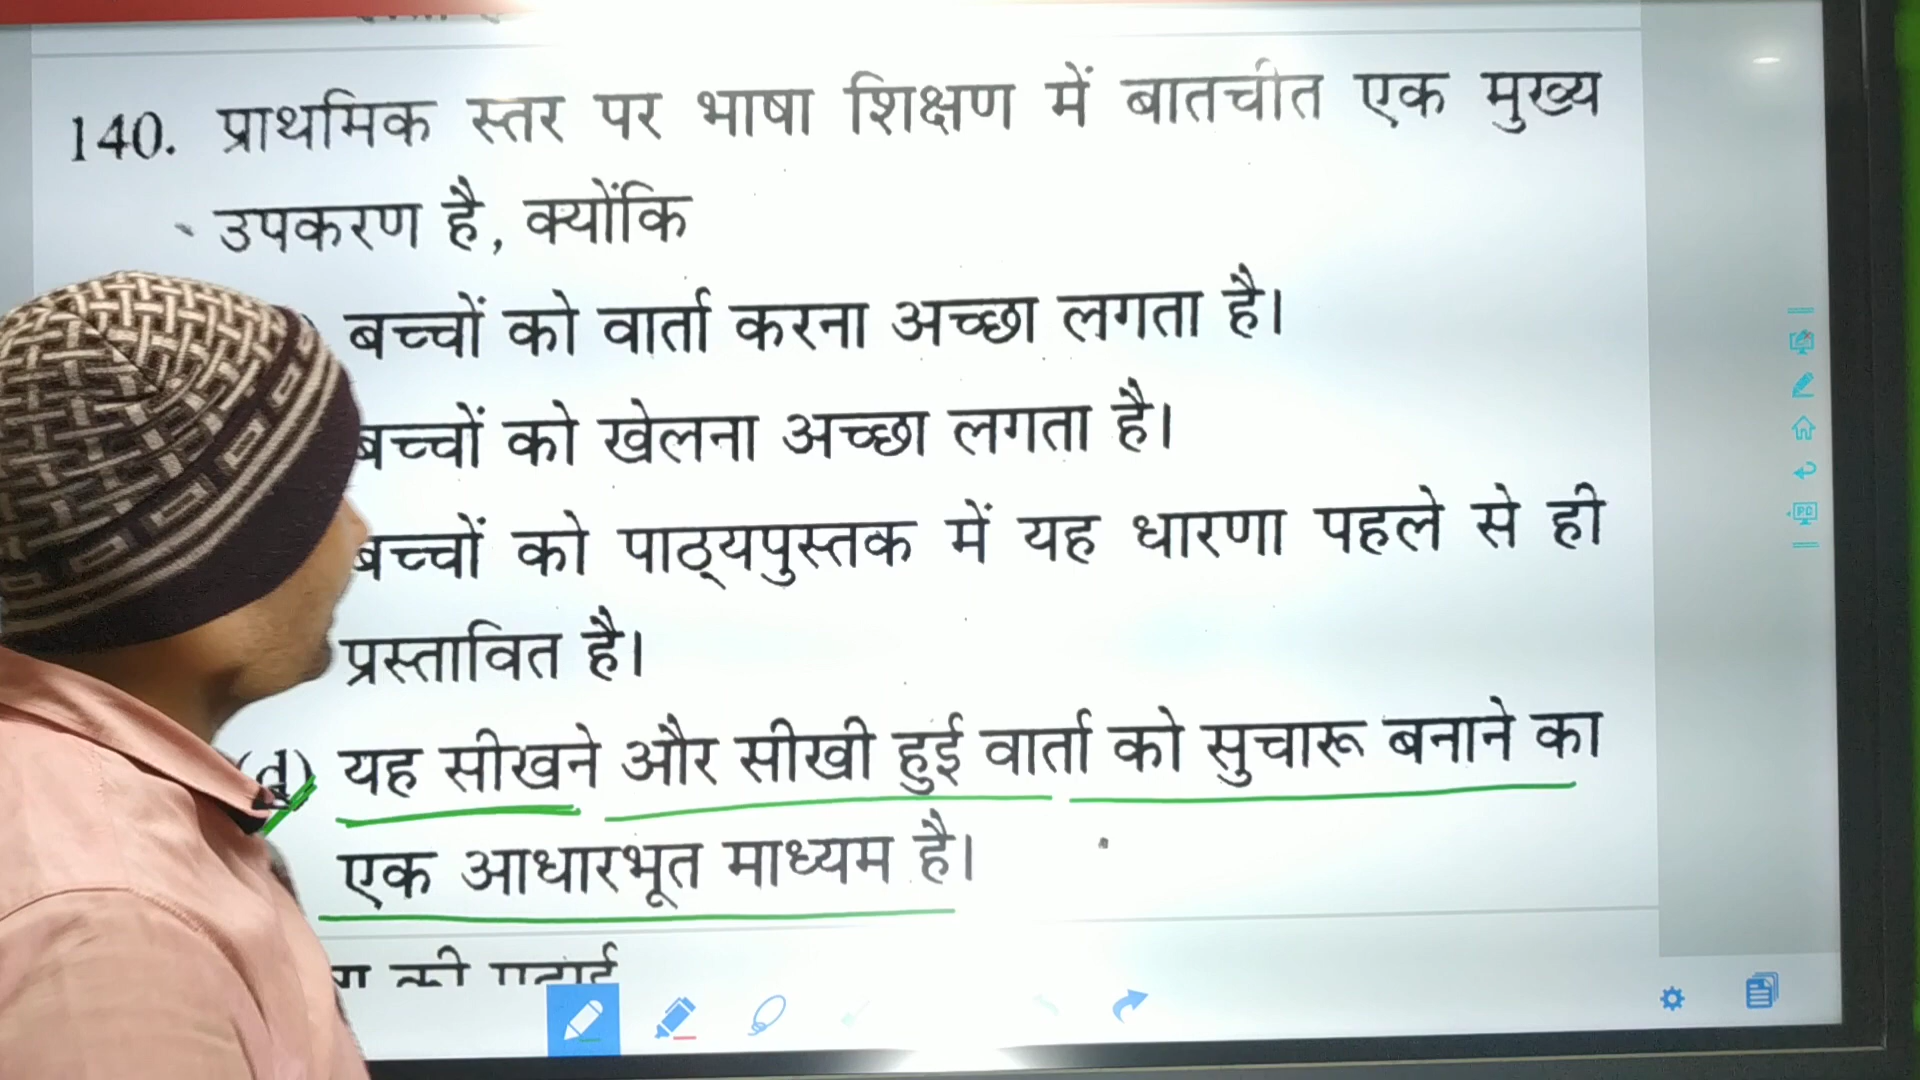 140. प्राथमिक स्तर पर भाषा शिक्षण में बातचीत एक मुख्य
उपकरण है, क्योंकि
बच्चों को वार्ता करना अच्छा लगता है।
बच्चों को खेलना अच्छा लगता है।
बच्चों को पाठ्यपुस्तक में यह धारणा पहले से ही
प्रस्तावित है।
(d) यह सीखने और सीखी हुई वार्ता को सुचारू बनाने का
एक आधारभूत माध्यम है।